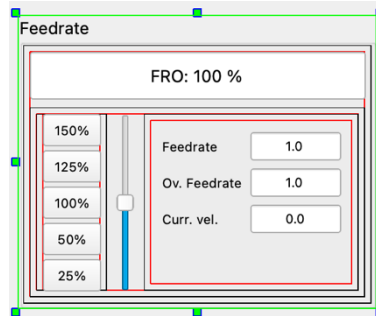 Feedrate
FRO: 100 %
150%
125%
100%
50%
25%
Feedrate 1.0
Ov. Feedrate 1.0
Curr. vel. 0.0